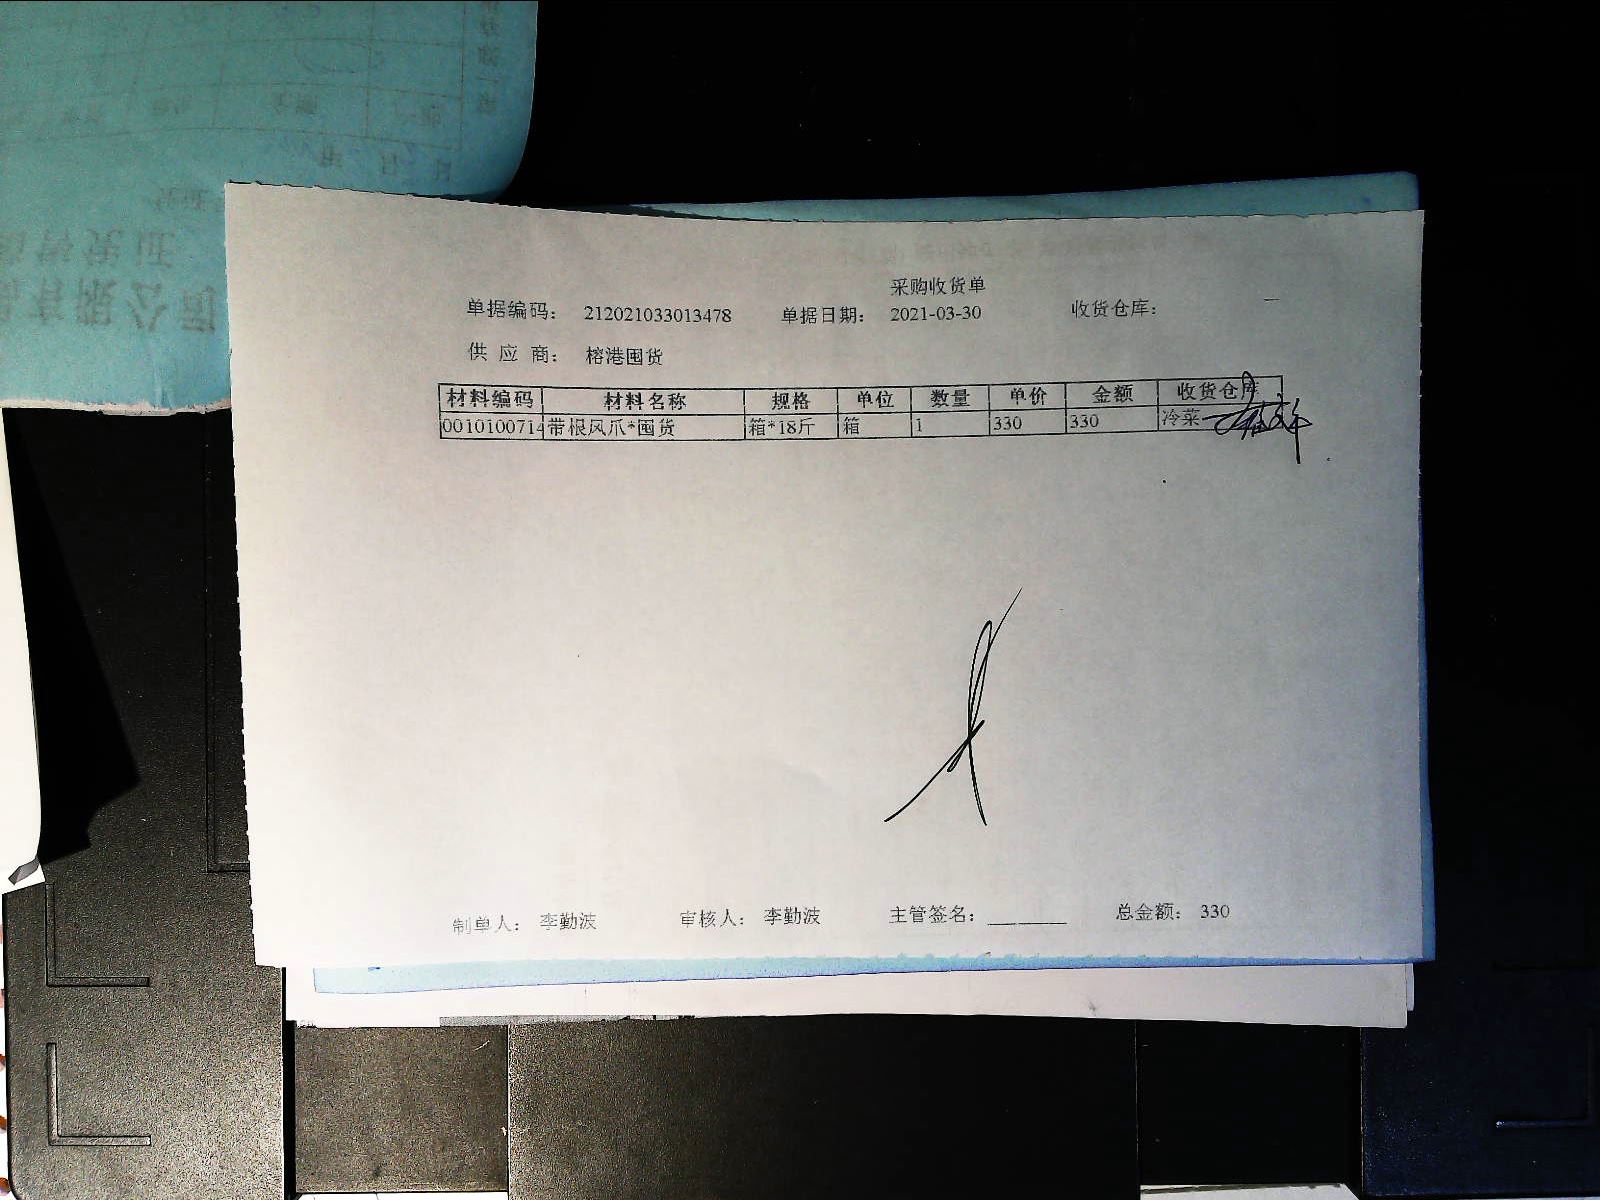 采购收货单
单据编码： 212021033013478 单据日期： 2021-03-30 收货仓库：
供 应 商： 榕港囤货
材料编码 材料名称 规格 单位 数量 单价 金额 收货仓库
0010100714 带根凤爪*囤货 箱*18斤 箱 1 330 330 冷菜
制单人： 李勤波 审核人： 李勤波 主管签名： 总金额： 330